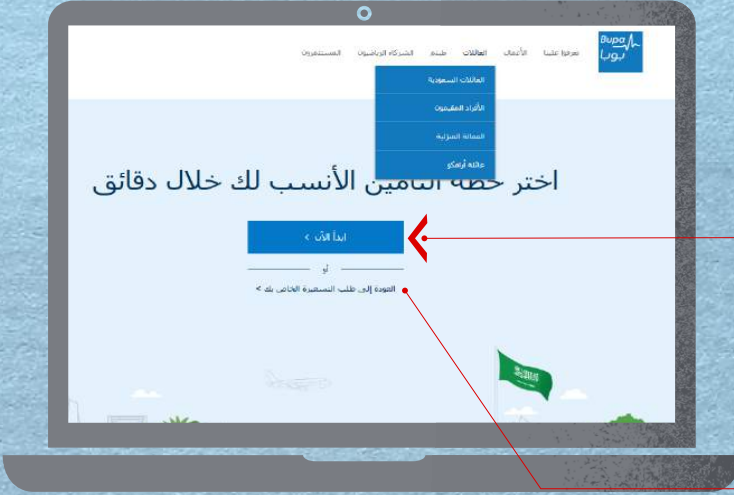 Bupa
بوبا
تعرفوا علينا الأعمال العائلات طبتم الشركاء الرياضيون المستثمرون
العائلات السعودية
الأفراد المقيمون
العمالة المنزلية
عائلة أرامكو
اختر خطة التأمين الأنسب لك خلال دقائق
ابدأ الآن >
أو
العودة إلى طلب التسعيرة الخاص بك >